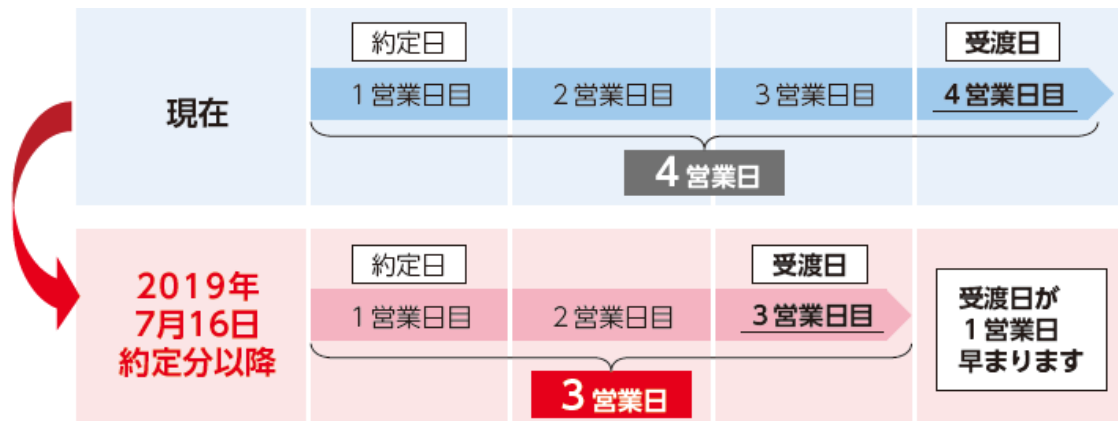 約定日
受渡日
現在
1営業日目
2営業日目
3営業日目
4営業日目
4営業日
約定日
受渡日
2019年
7月16日
約定分以降
1営業日目
2営業日目
3営業日目
受渡日が
1営業日
早まります
3営業日